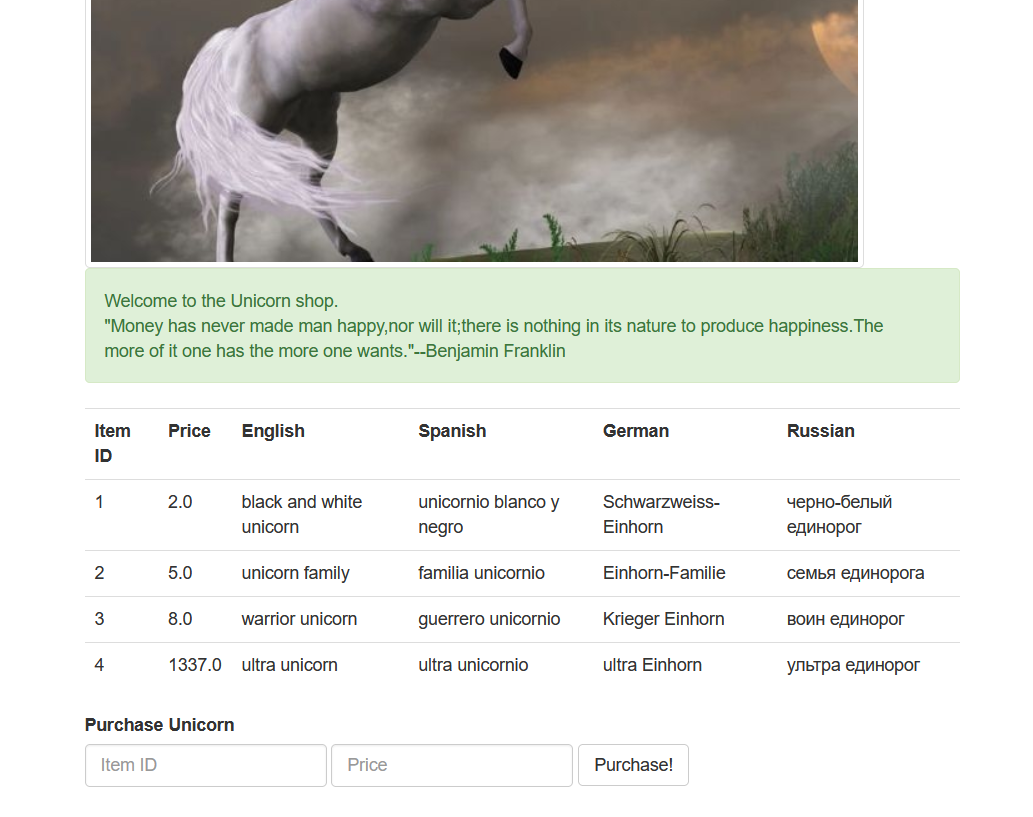 Welcome to the Unicorn shop.
"Money has never made man happy,nor will it;there is nothing in its nature to produce happiness.The
more of it one has the more one wants."--Benjamin Franklin
Item ID Price English Spanish German Russian
1 2.0 black and white unicorn unicornio blanco y negro Schwarzweiss-Einhorn черно-белый единорог
2 5.0 unicorn family familia unicornio Einhorn-Familie семья единорога
3 8.0 warrior unicorn guerrero unicornio Krieger Einhorn воин единорог
4 1337.0 ultra unicorn ultra unicornio ultra Einhorn ультра единорог
Purchase Unicorn
Item ID Price Purchase!